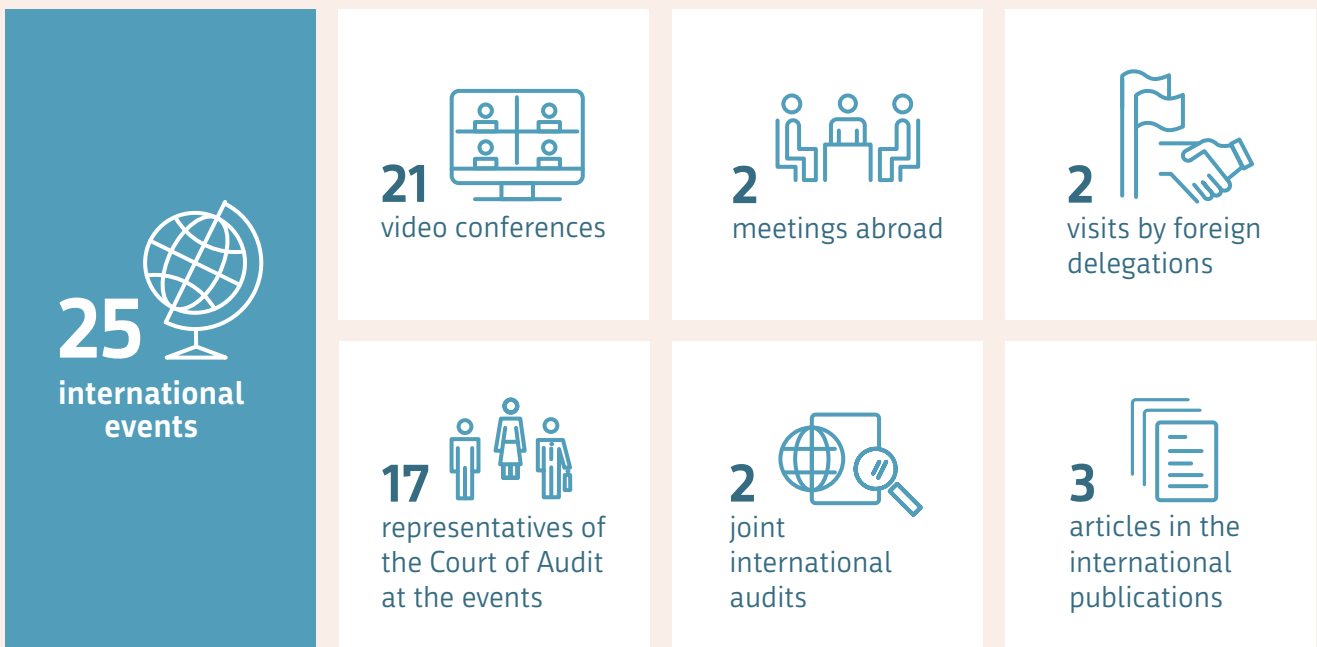 25
international
events
21
video conferences
2
meetings abroad
2
visits by foreign
delegations
17
representatives of
the Court of Audit
at the events
2
joint
international
audits
3
articles in the
international
publications